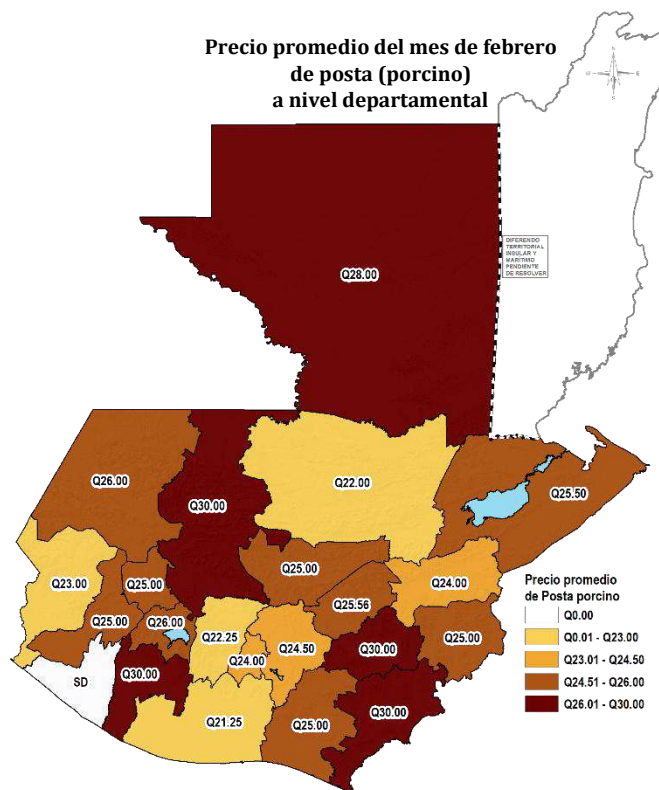 Precio promedio del mes de febrero
de posta (porcino)
a nivel departamental
N
W
E
S
DIFERENDO
TERRITORIAL
INSULAR Y
MARÍTIMO
PENDIENTE
DE RESOLVER
Q28.00
Q26.00
Q30.00
Q22.00
Q25.50
Q23.00
Q25.00
Q25.00
Q24.00
Q25.00
Q26.00
Q25.56
Q22.25
Q24.00
Q24.50
Q30.00
Q25.00
SD
Q30.00
Q21.25
Q25.00
Q30.00
Precio promedio
de Posta porcino
Q0.00
Q0.01 - Q23.00
Q23.01 - Q24.50
Q24.51 - Q26.00
Q26.01 - Q30.00